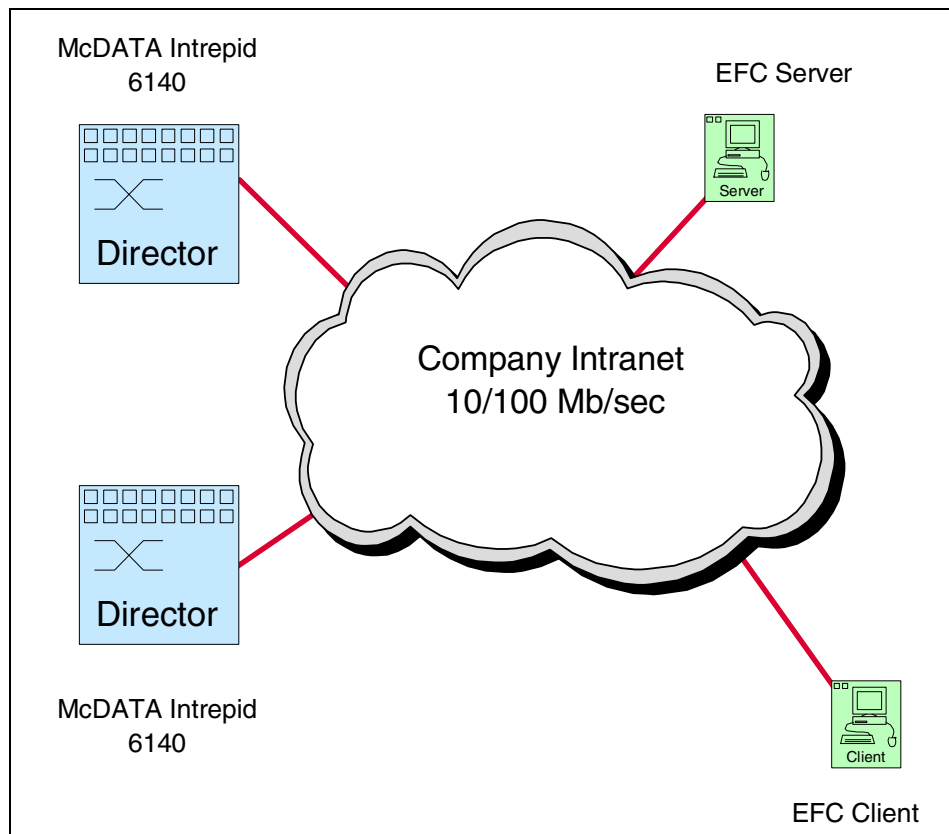 McDATA Intrepid
6140
EFC Server
Server
Director
Company Intranet
10/100 Mb/sec
Director
McDATA Intrepid
6140
Client
EFC Client